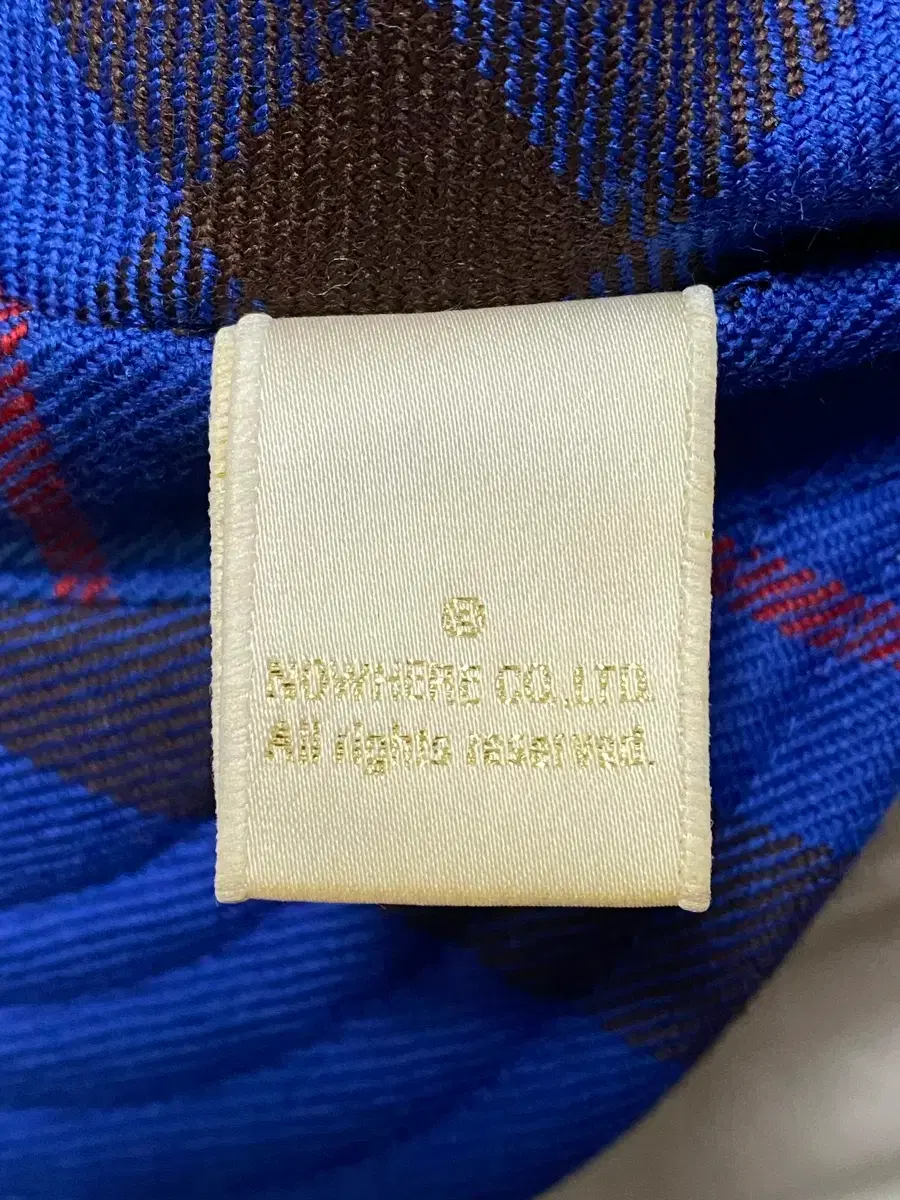 NOWHERE CO.,LTD.
All rights reserved.